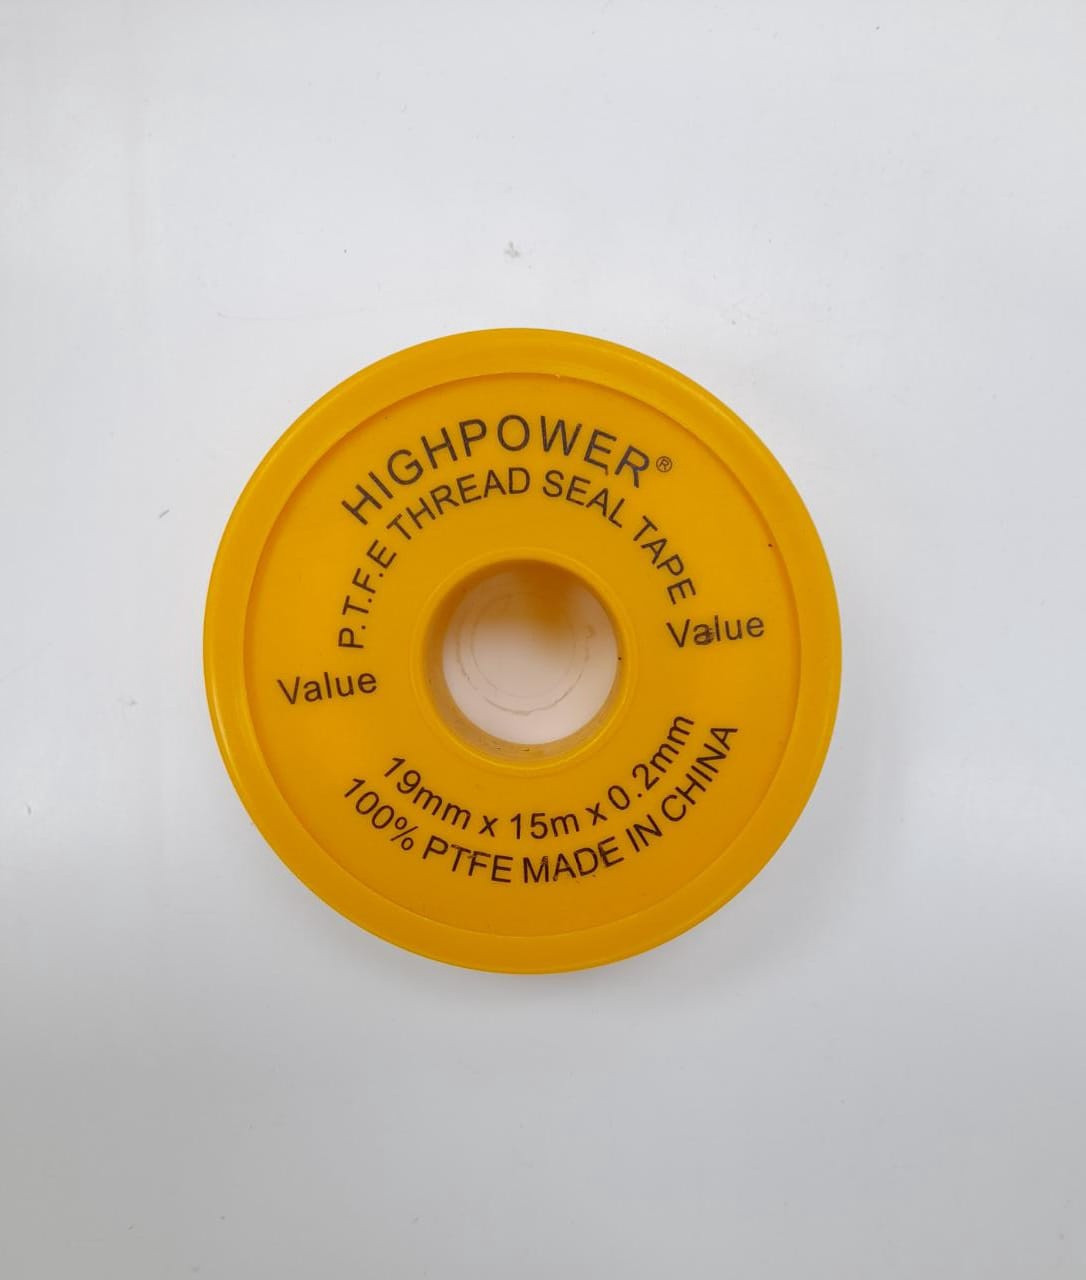 HIGHPOWER®
P.T.F.E THREAD SEAL TAPE
Value
Value
19mm x 15m x 0.2mm
100% PTFE MADE IN CHINA